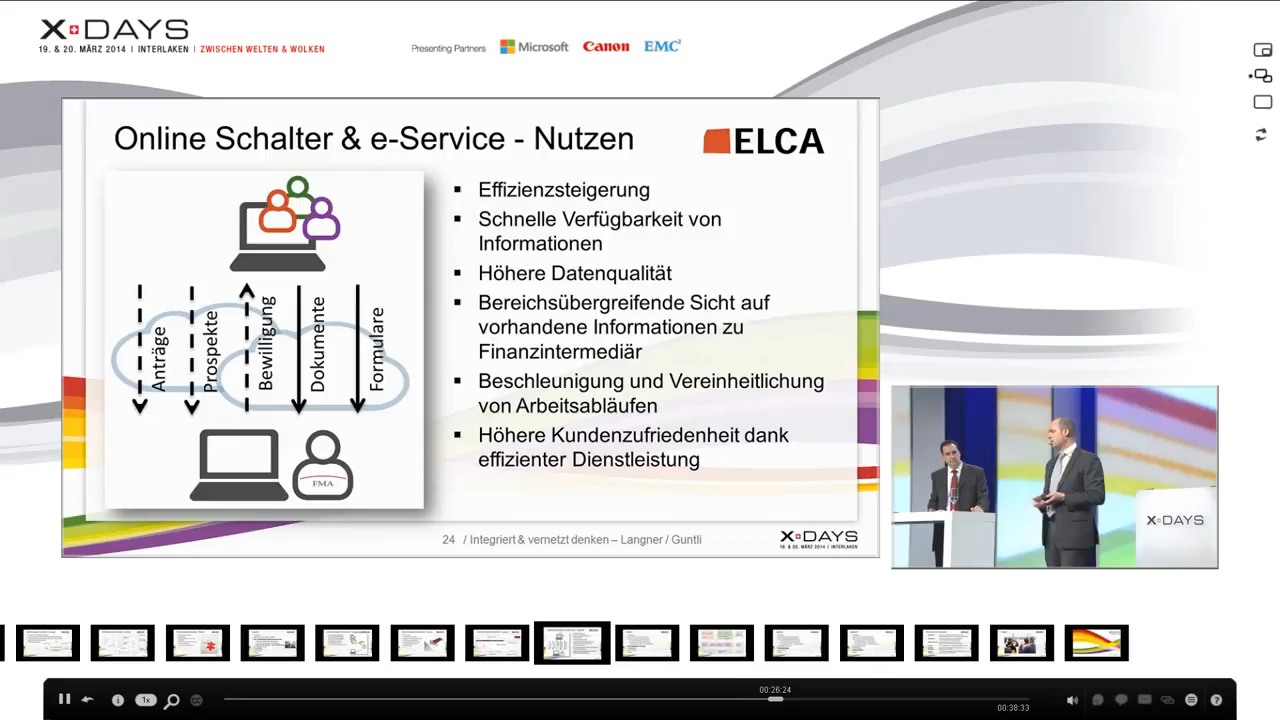 X DAYS
19. & 20. MÄRZ 2014 | INTERLAKEN | ZWISCHEN WELTEN & WOLKEN
Presenting Partners Microsoft Canon EMC²
Online Schalter & e-Service - Nutzen
ELCA
Anträge
Prospekte
Bewilligung
Dokumente
Formulare
FMA
▪ Effizienzsteigerung
▪ Schnelle Verfügbarkeit von
Informationen
▪ Höhere Datenqualität
▪ Bereichsübergreifende Sicht auf
vorhandene Informationen zu
Finanzintermediär
▪ Beschleunigung und Vereinheitlichung
von Arbeitsabläufen
▪ Höhere Kundenzufriedenheit dank
effizienter Dienstleistung
24 / Integriert & vernetzt denken – Langner / Guntli
X DAYS
19. & 20. MÄRZ 2014 | INTERLAKEN
X DAYS
1x
00:26:24
00:38:33